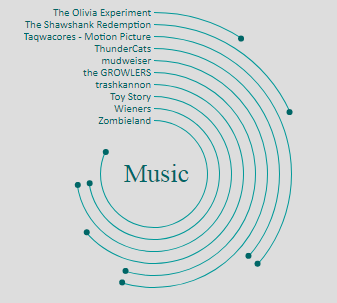 The Olivia Experiment
The Shawshank Redemption
Taqwacores - Motion Picture
ThunderCats
mudweiser
the GROWLERS
trashkannon
Toy Story
Wieners
Zombieland
Music